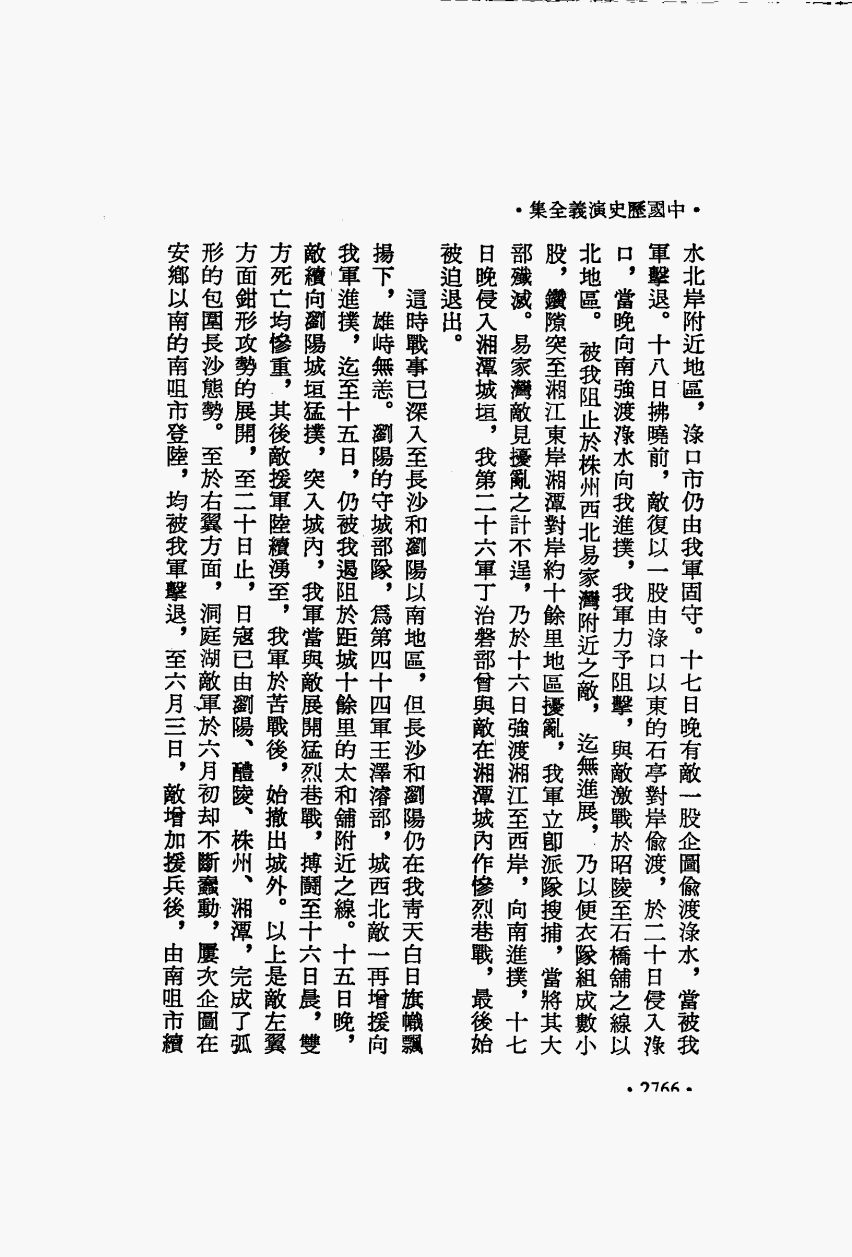 •中國歷史演義全集•
水北岸附近地區，淥口市仍由我軍固守。十七日晚有敵一股企圖偸渡淥水，當被我
軍擊退。十八日拂曉前，敵復以一股由淥口以東的石亭對岸偸渡，於二十日侵入淥
口，當晚向南強渡淥水向我進撲，我軍力予阻擊，與敵激戰於昭陵至石橋舖之線以
北地區。被我阻止於株州西北易家灣附近之敵，迄無進展，乃以便衣隊組成數小
股，鑽隙突至湘江東岸湘潭對岸約十餘里地區擾亂，我軍立卽派隊搜捕，當將其大
部殲滅。易家灣敵見擾亂之計不逞，乃於十六日強渡湘江至西岸，向南進撲，十七
日晚侵入湘潭城垣，我第二十六軍丁治磐部曾與敵在湘潭城內作慘烈巷戰，最後始
被迫退出。
這時戰事已深入至長沙和瀏陽以南地區，但長沙和瀏陽仍在我靑天白日旗幟飄
揚下，雄峙無恙。瀏陽的守城部隊，爲第四十四軍王澤濬部，城西北敵一再增援向
我軍進撲，迄至十五日，仍被我遏阻於距城十餘里的太和舖附近之線。十五日晚，
敵續向瀏陽城垣猛撲，突入城內，我軍當與敵展開猛烈巷戰，搏鬪至十六日晨，雙
方死亡均慘重，其後敵援軍陸續湧至，我軍於苦戰後，始撤出城外。以上是敵左翼
方面鉗形攻勢的展開，至二十日止，日寇已由瀏陽、醴陵、株州、湘潭，完成了弧
形的包圍長沙態勢。至於右翼方面，洞庭湖敵軍於六月初却不斷蠢動，屢次企圖在
安鄉以南的南咀市登陸，均被我軍擊退，至六月三日，敵增加援兵後，由南咀市續
•2766•